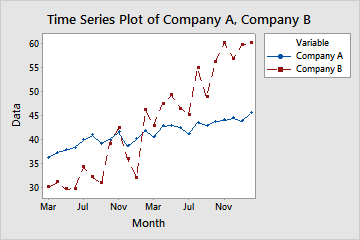 Time Series Plot of Company A, Company B
60
55
50
45
40
35
30
Data
Mar Jul Nov Mar Jul Nov
Month
Variable
Company A
Company B